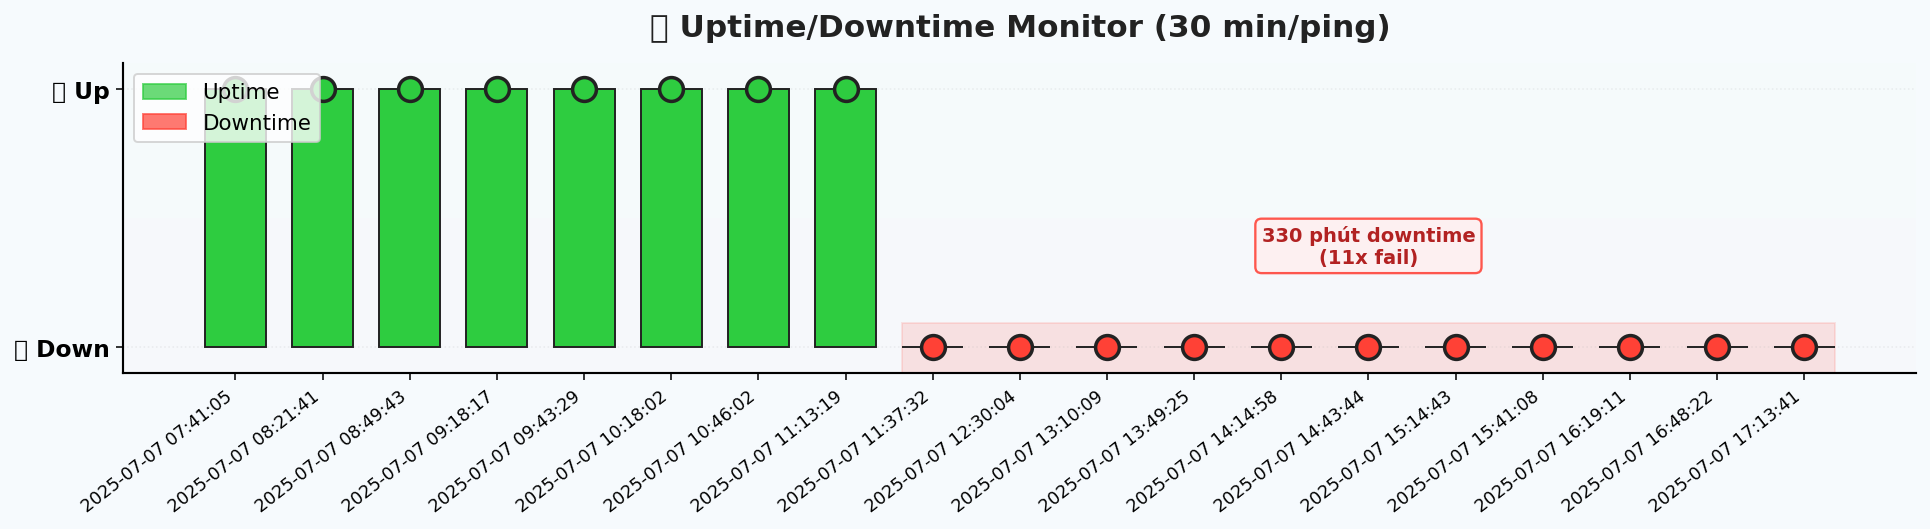 Uptime/Downtime Monitor (30 min/ping)
Up
Uptime
Downtime
330 phút downtime
(11x fail)
Down
2025-07-07 07:41:05
2025-07-07 08:21:41
2025-07-07 08:49:43
2025-07-07 09:18:17
2025-07-07 09:43:29
2025-07-07 10:18:02
2025-07-07 10:46:02
2025-07-07 11:13:19
2025-07-07 11:37:32
2025-07-07 12:30:04
2025-07-07 13:10:09
2025-07-07 13:49:25
2025-07-07 14:14:58
2025-07-07 14:43:44
2025-07-07 15:14:43
2025-07-07 15:41:08
2025-07-07 16:19:11
2025-07-07 16:48:22
2025-07-07 17:13:41